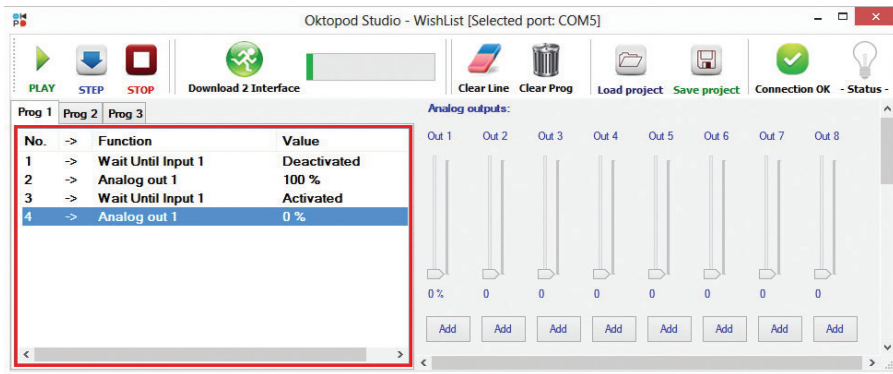 Oktopod Studio - WishList [Selected port: COM5]
PLAY STEP STOP Download 2 Interface Clear Line Clear Prog Load project Save project Connection OK - Status -
Prog 1 Prog 2 Prog 3
No. -> Function Value
1 -> Wait Until Input 1 Deactivated
2 -> Analog out 1 100 %
3 -> Wait Until Input 1 Activated
4 -> Analog out 1 0 %
Analog outputs:
Out 1 Out 2 Out 3 Out 4 Out 5 Out 6 Out 7 Out 8
0 % 0 0 0 0 0 0 0
Add Add Add Add Add Add Add Add